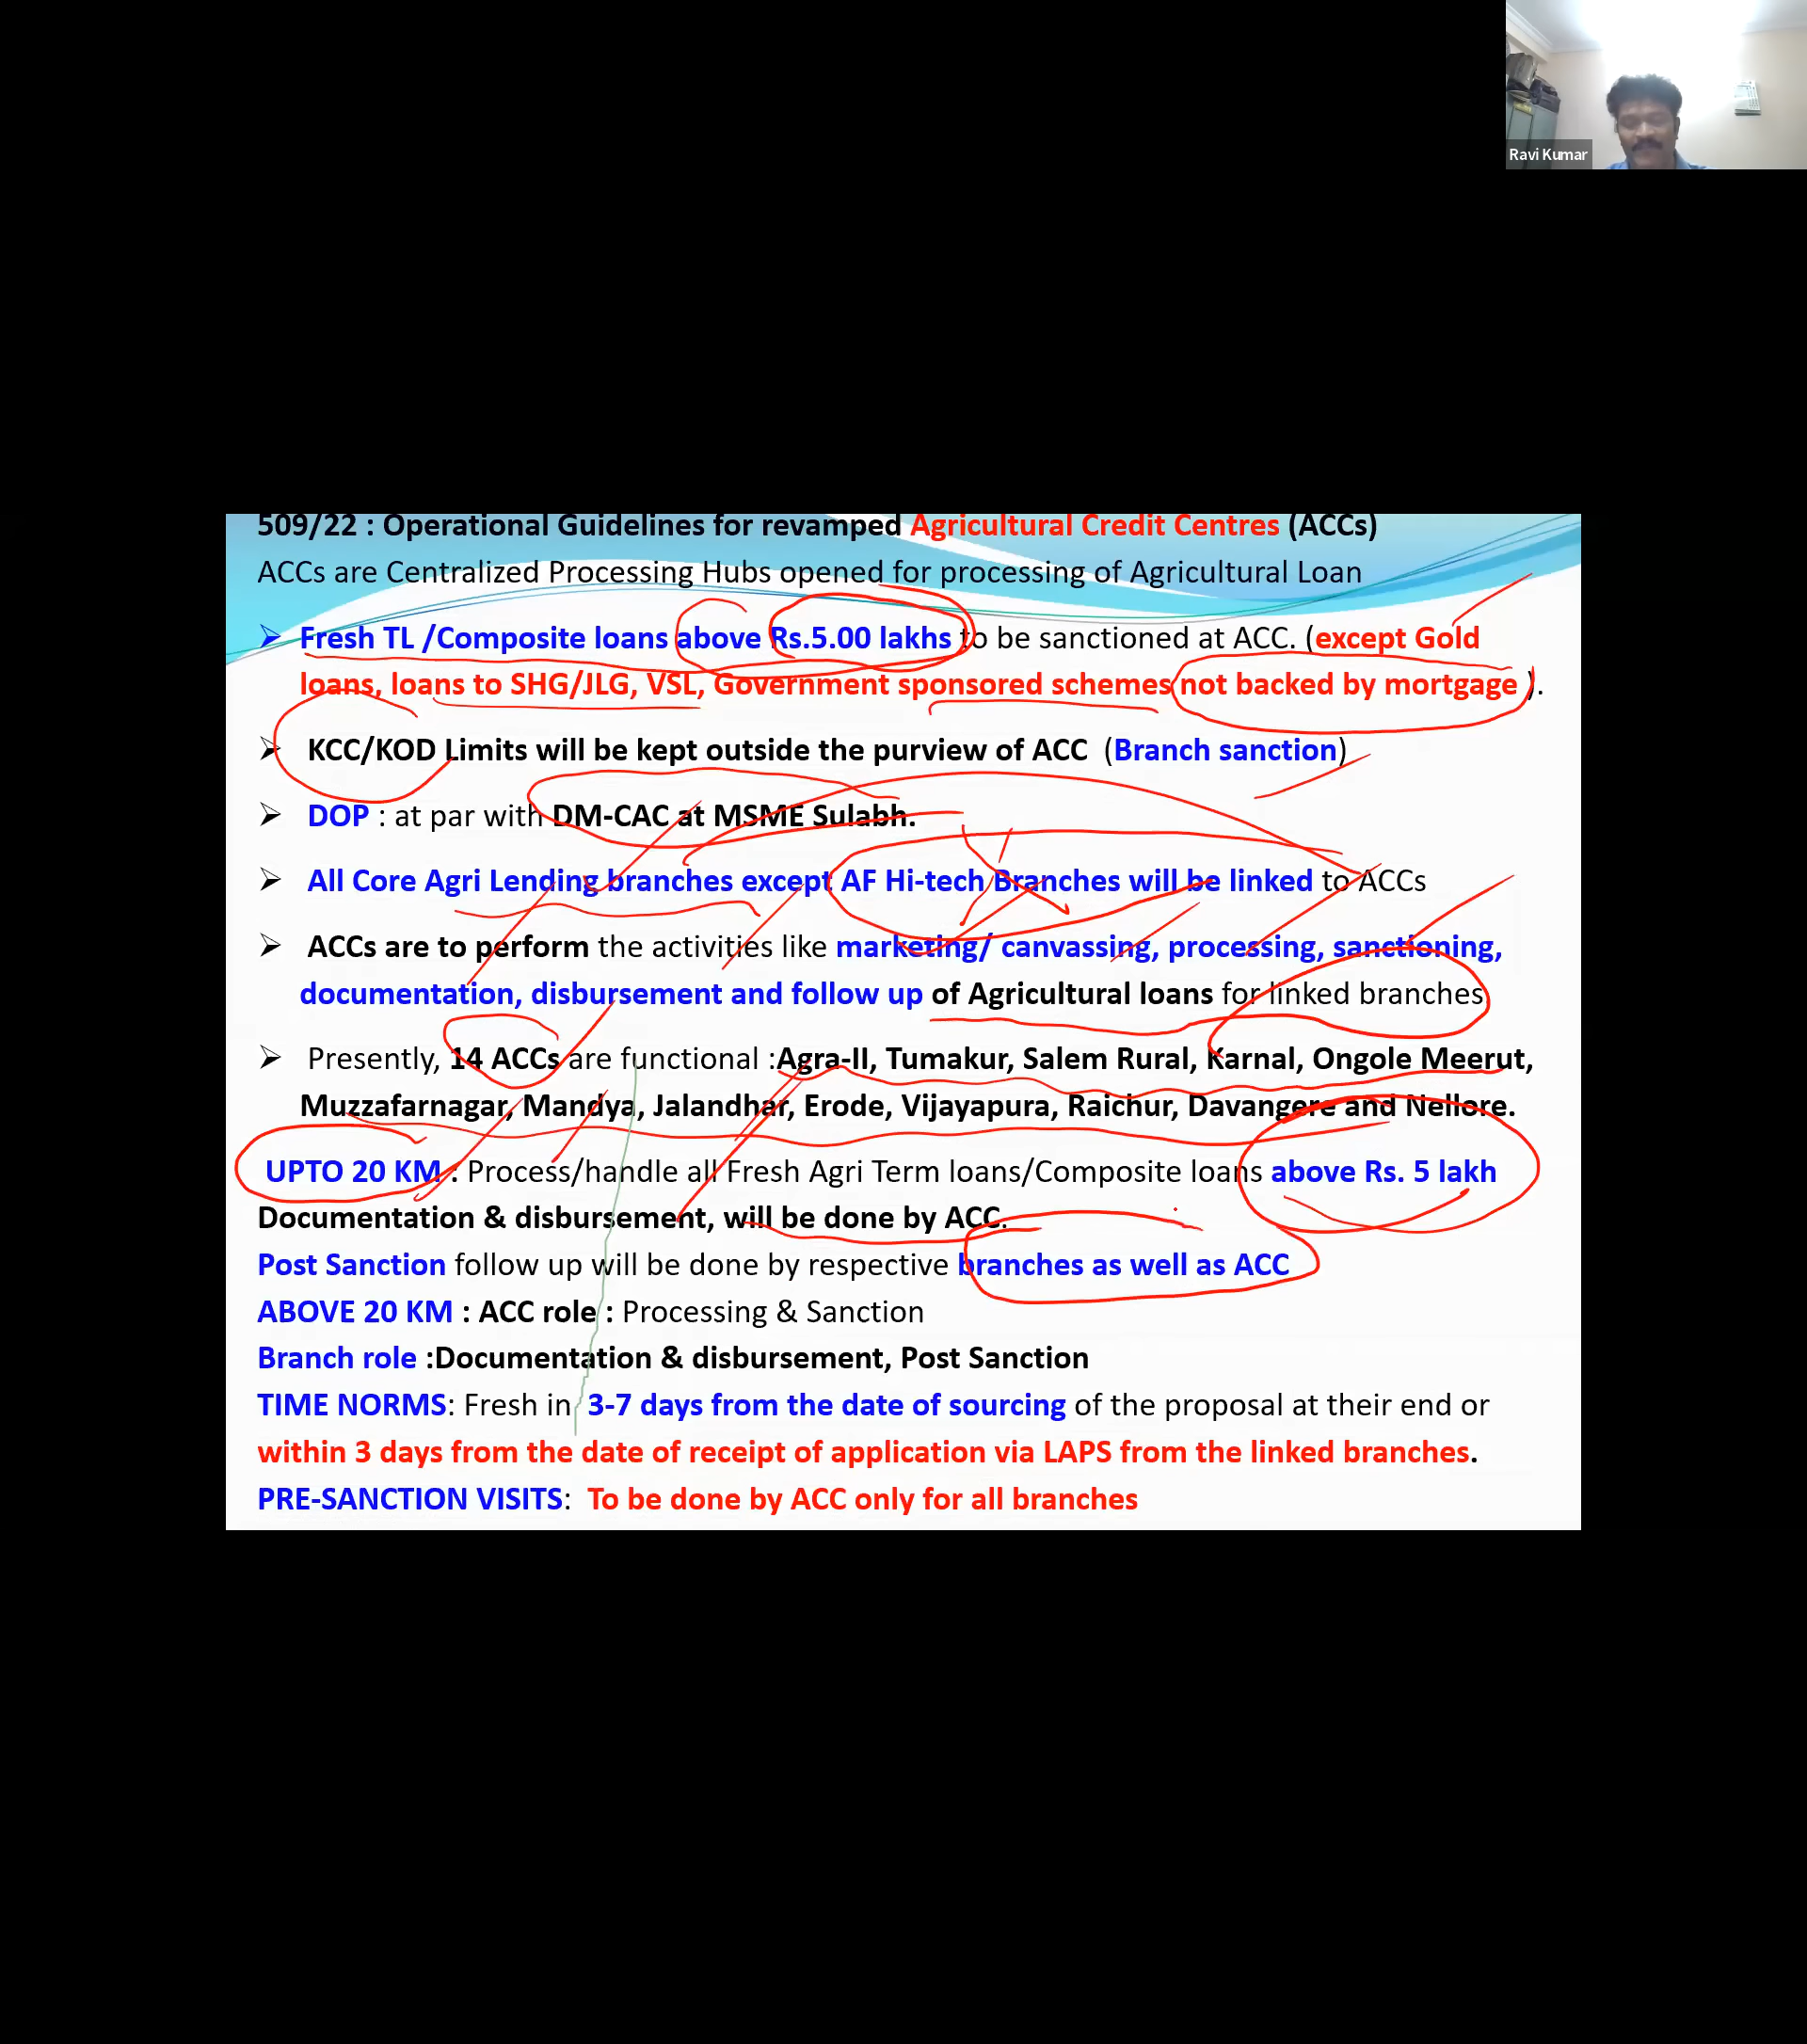 Ravi Kumar
509/22 : Operational Guidelines for revamped Agricultural Credit Centres (ACCs)
ACCs are Centralized Processing Hubs opened for processing of Agricultural Loan
➢ Fresh TL /Composite loans above Rs.5.00 lakhs to be sanctioned at ACC. (except Gold
loans, loans to SHG/JLG, VSL, Government sponsored schemes not backed by mortgage ).
➢ KCC/KOD Limits will be kept outside the purview of ACC (Branch sanction)
➢ DOP : at par with DM-CAC at MSME Sulabh.
➢ All Core Agri Lending branches except AF Hi-tech Branches will be linked to ACCs
➢ ACCs are to perform the activities like marketing/ canvassing, processing, sanctioning,
documentation, disbursement and follow up of Agricultural loans for linked branches
➢ Presently, 14 ACCs are functional :Agra-II, Tumakur, Salem Rural, Karnal, Ongole Meerut,
Muzzafarnagar, Mandya, Jalandhar, Erode, Vijayapura, Raichur, Davangere and Nellore.
UPTO 20 KM : Process/handle all Fresh Agri Term loans/Composite loans above Rs. 5 lakh
Documentation & disbursement, will be done by ACC.
Post Sanction follow up will be done by respective branches as well as ACC
ABOVE 20 KM : ACC role : Processing & Sanction
Branch role :Documentation & disbursement, Post Sanction
TIME NORMS: Fresh in 3-7 days from the date of sourcing of the proposal at their end or
within 3 days from the date of receipt of application via LAPS from the linked branches.
PRE-SANCTION VISITS: To be done by ACC only for all branches